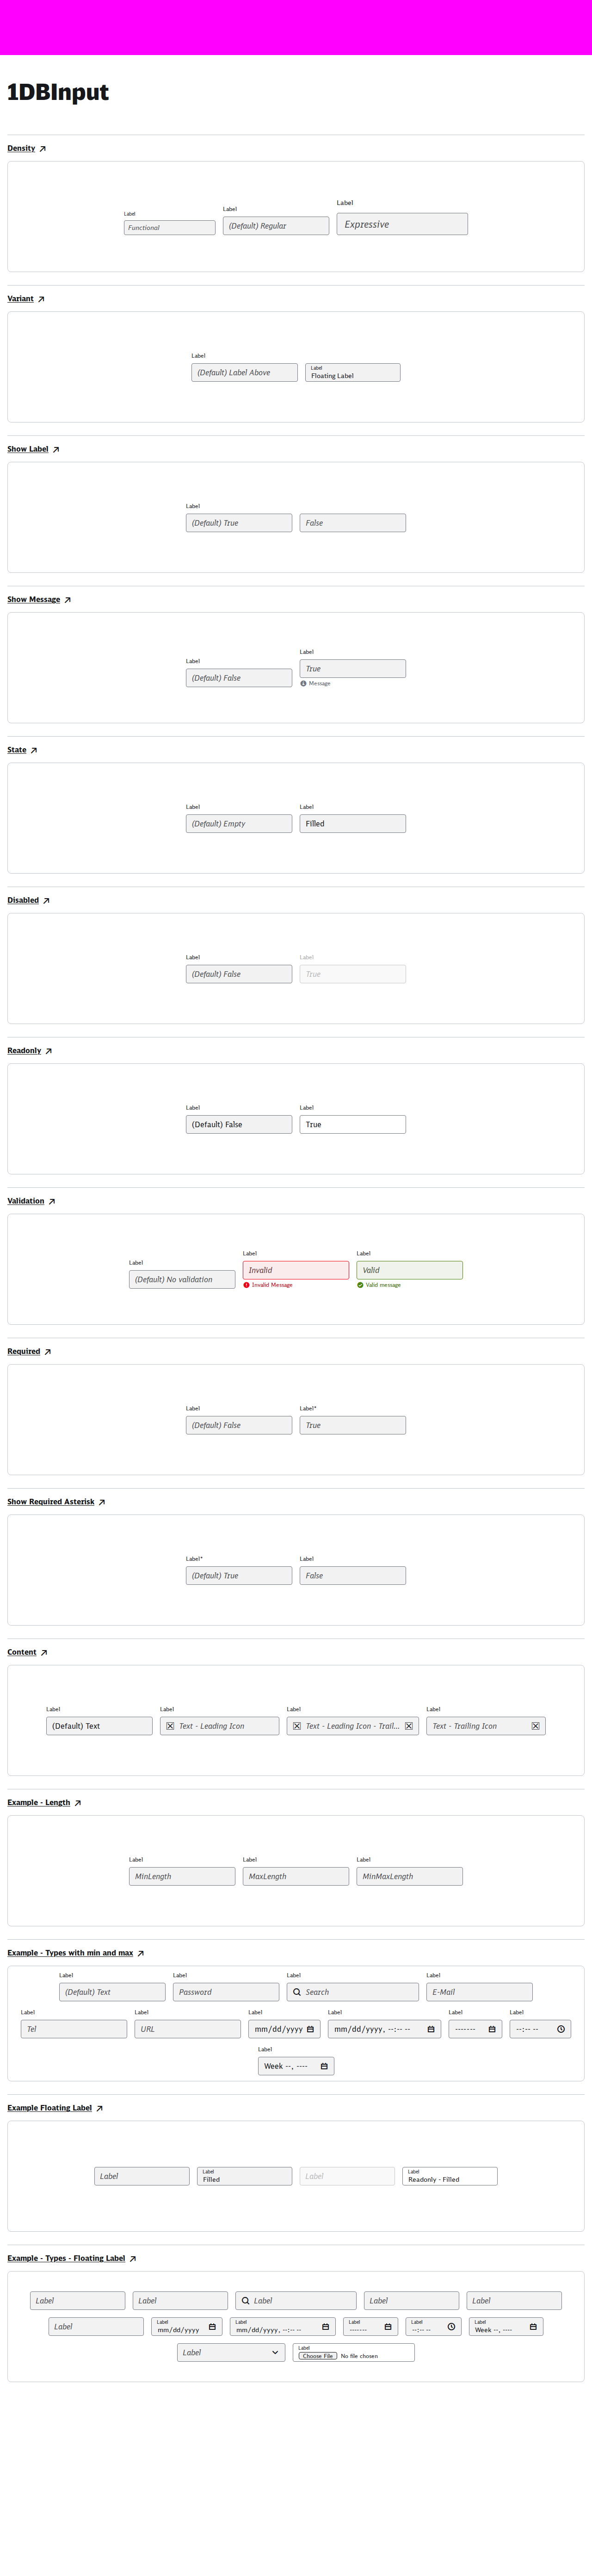 1DBInput
Density
Label
Functional
Label
(Default) Regular
Label
Expressive
Variant
Label
(Default) Label Above
Label
Floating Label
Show Label
Label
(Default) True
False
Show Message
Label
(Default) False
Label
True
Message
State
Label
(Default) Empty
Label
Filled
Disabled
Label
(Default) False
Label
True
Readonly
Label
(Default) False
Label
True
Validation
Label
(Default) No validation
Label
Invalid
Invalid Message
Label
Valid
Valid message
Required
Label
(Default) False
Label*
True
Show Required Asterisk
Label*
(Default) True
Label
False
Content
Label
(Default) Text
Label
Text - Leading Icon
Label
Text - Leading Icon - Trail...
Label
Text - Trailing Icon
Example - Length
Label
MinLength
Label
MaxLength
Label
MinMaxLength
Example - Types with min and max
Label
(Default) Text
Label
Password
Label
Search
Label
E-Mail
Label
Tel
Label
URL
Label
mm/dd/yyyy
Label
mm/dd/yyyy, --:-- --
Label
-------
Label
--:-- --
Label
Week --, ----
Example Floating Label
Label
Label
Filled
Label
Label
Readonly - Filled
Example - Types - Floating Label
Label
Label
Label
Label
Label
Label
Label
mm/dd/yyyy
Label
mm/dd/yyyy, --:-- --
Label
-------
Label
--:-- --
Label
Week --, ----
Label
Label
Choose File No file chosen